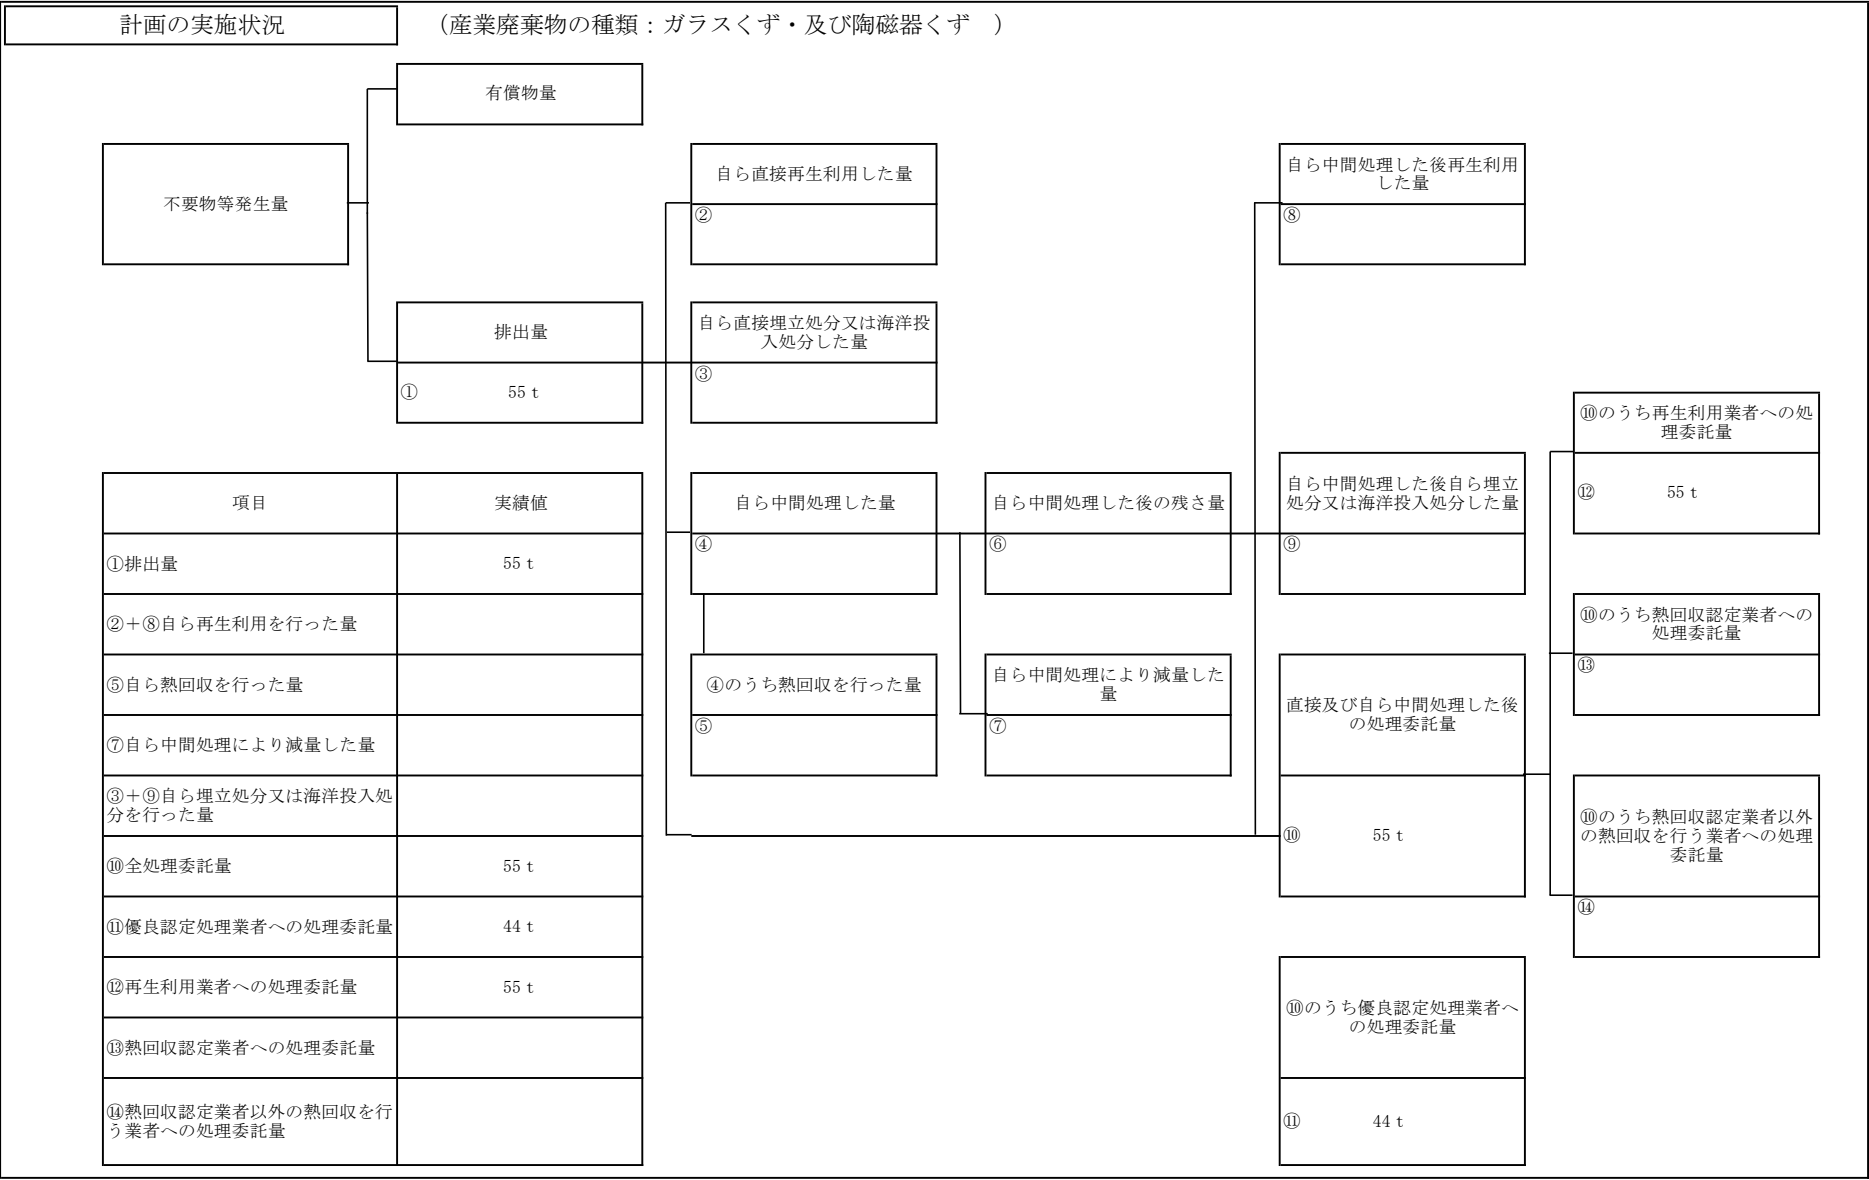 計画の実施状況
（産業廃棄物の種類：ガラスくず・及び陶磁器くず　）
有償物量
不要物等発生量
自ら直接再生利用した量
②
自ら中間処理した後再生利用
した量
⑧
排出量
① 55 t
自ら直接埋立処分又は海洋投
入処分した量
③
⑩のうち再生利用業者への処
理委託量
⑫ 55 t
項目 実績値
①排出量 55 t
②＋⑧自ら再生利用を行った量
⑤自ら熱回収を行った量
⑦自ら中間処理により減量した量
③＋⑨自ら埋立処分又は海洋投入処
分を行った量
⑩全処理委託量 55 t
⑪優良認定処理業者への処理委託量 44 t
⑫再生利用業者への処理委託量 55 t
⑬熱回収認定業者への処理委託量
⑭熱回収認定業者以外の熱回収を行
う業者への処理委託量
自ら中間処理した量
④
自ら中間処理した後の残さ量
⑥
自ら中間処理した後自ら埋立
処分又は海洋投入処分した量
⑨
④のうち熱回収を行った量
⑤
自ら中間処理により減量した
量
⑦
直接及び自ら中間処理した後
の処理委託量
⑩ 55 t
⑩のうち熱回収認定業者への
処理委託量
⑬
⑩のうち熱回収認定業者以外
の熱回収を行う業者への処理
委託量
⑭
⑩のうち優良認定処理業者へ
の処理委託量
⑪ 44 t